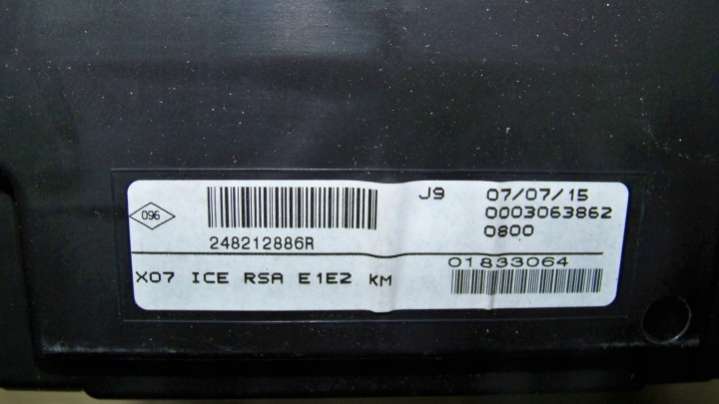 J9 07/07/15
096
0003063862
248212886R
0800
01833064
X07 ICE RSA E1E2 KM